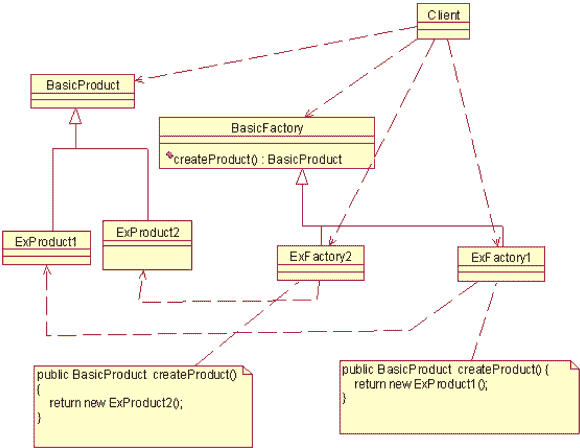 Client
BasicProduct
BasicFactory
createProduct() : BasicProduct
ExProduct1
ExProduct2
ExFactory2
ExFactory1
public BasicProduct createProduct()
{
return new ExProduct2();
}
public BasicProduct createProduct() {
return new ExProduct1();
}